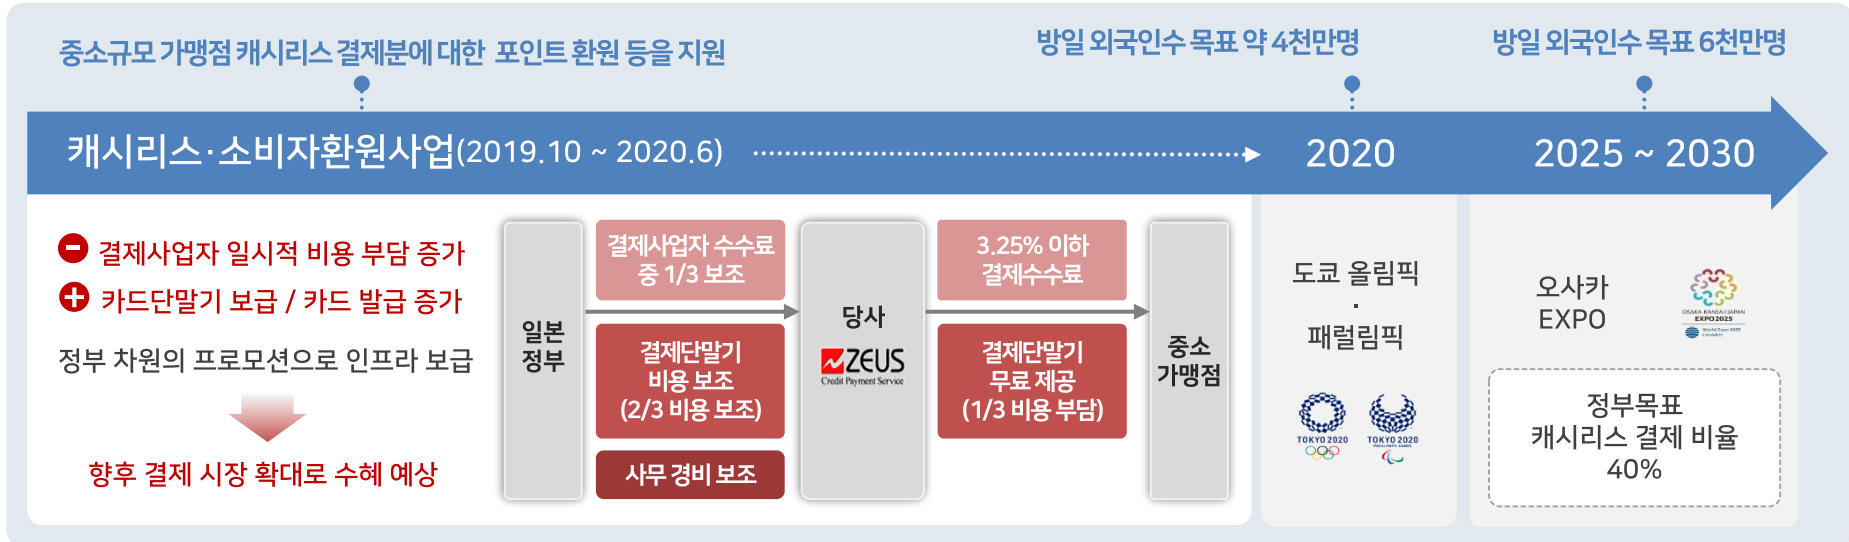 중소규모 가맹점 캐시리스 결제분에 대한 포인트 환원 등을 지원
방일 외국인수 목표 약 4천만명
방일 외국인수 목표 6천만명
캐시리스·소비자환원사업(2019.10 ~ 2020.6)
2020
2025 ~ 2030
결제사업자 일시적 비용 부담 증가
카드단말기 보급 / 카드 발급 증가
정부 차원의 프로모션으로 인프라 보급
향후 결제 시장 확대로 수혜 예상
일본
정부
결제사업자 수수료
중 1/3 보조
결제단말기
비용 보조
(2/3 비용 보조)
사무 경비 보조
당사
ZEUS
Credit Payment Service
3.25% 이하
결제수수료
결제단말기
무료 제공
(1/3 비용 부담)
중소
가맹점
도쿄 올림픽
·
패럴림픽
TOKYO 2020
TOKYO 2020
PARALYMPIC GAMES
오사카
EXPO
OSAKA-KANSAI/JAPAN
EXPO2025
World Expo 2025
정부목표
캐시리스 결제 비율
40%